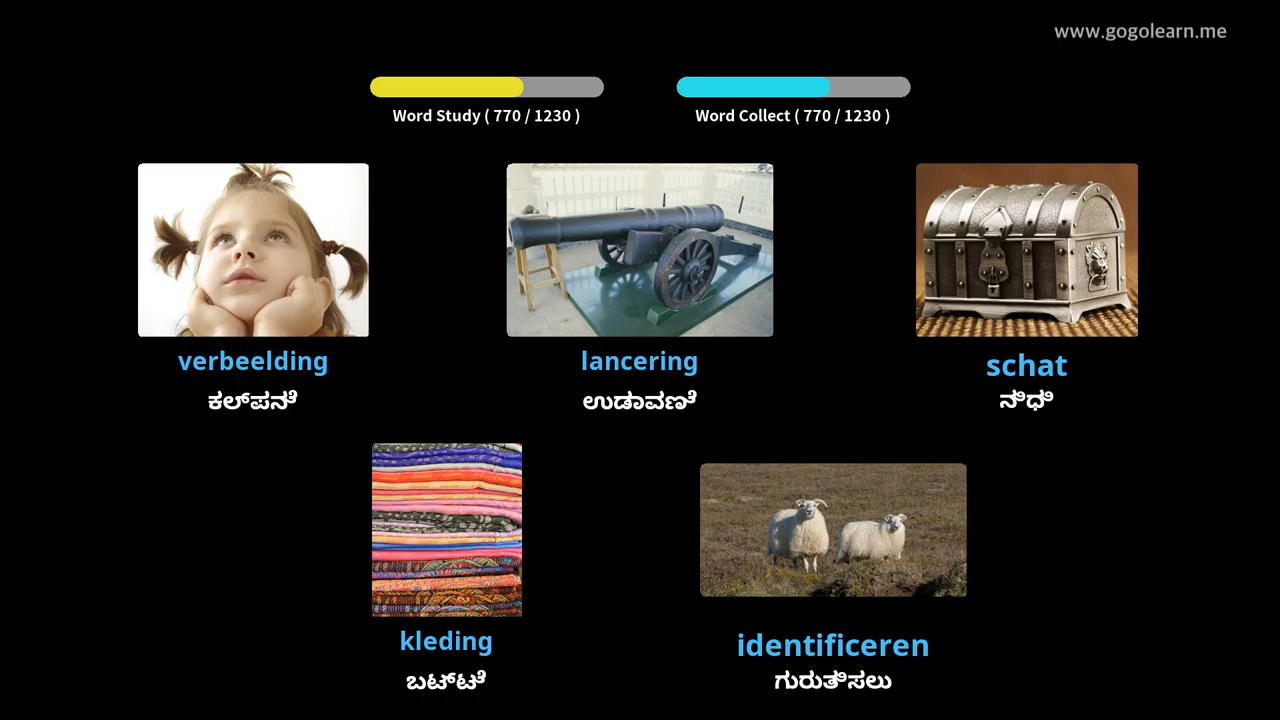 www.gogolearn.me
Word Study ( 770 / 1230 )
Word Collect ( 770 / 1230 )
verbeelding
ಕಲ್ಪನೆ
lancering
ಉಡಾವಣೆ
schat
ನಿಧಿ
kleding
ಬಟ್ಟೆ
identificeren
ಗುರುತಿಸಲು